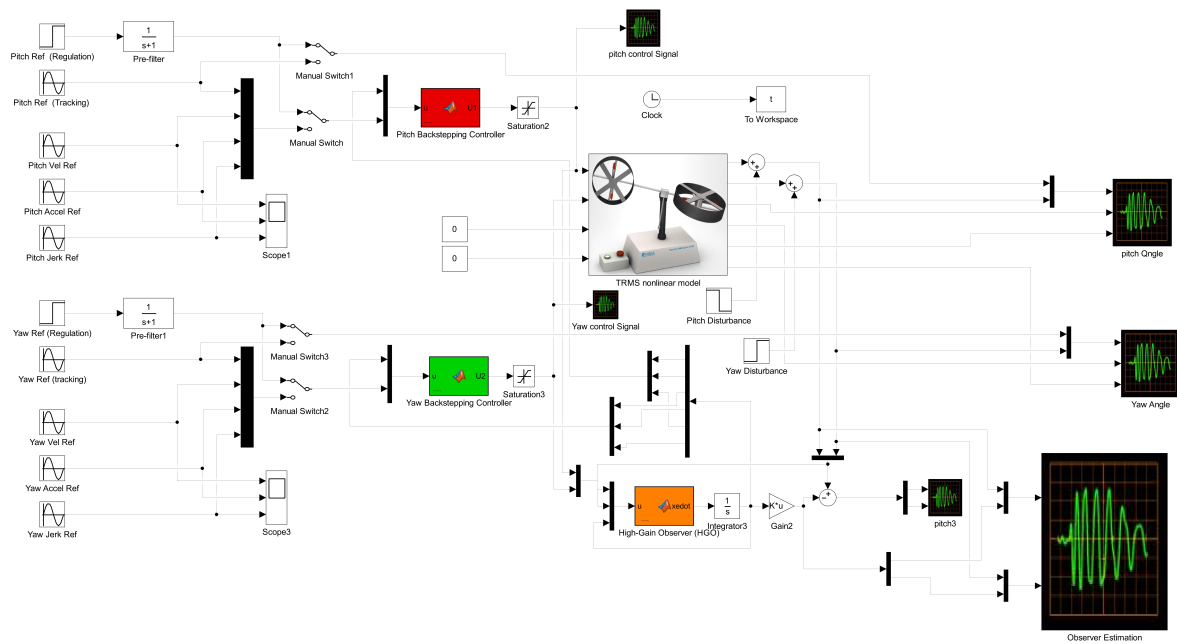 Pitch Ref (Regulation)
1
s+1
Pre-filter
Pitch Ref (Tracking)
Manual Switch1
Pitch Vel Ref
Manual Switch
Pitch Accel Ref
Pitch Jerk Ref
Scope1
u
U1
Pitch Backstepping Controller
Saturation2
pitch control Signal
Clock
t
To Workspace
0
0
TRMS nonlinear model
++
++
pitch Qngle
Yaw control Signal
Pitch Disturbance
Yaw Disturbance
Yaw Ref (Regulation)
1
s+1
Pre-filter1
Manual Switch3
Yaw Ref (tracking)
Manual Switch2
Yaw Vel Ref
Yaw Accel Ref
Yaw Jerk Ref
Scope3
u
U2
Yaw Backstepping Controller
Saturation3
Yaw Angle
u
xedot
High-Gain Observer (HGO)
1
s
Integrator3
K*u
Gain2
−+
pitch3
Observer Estimation